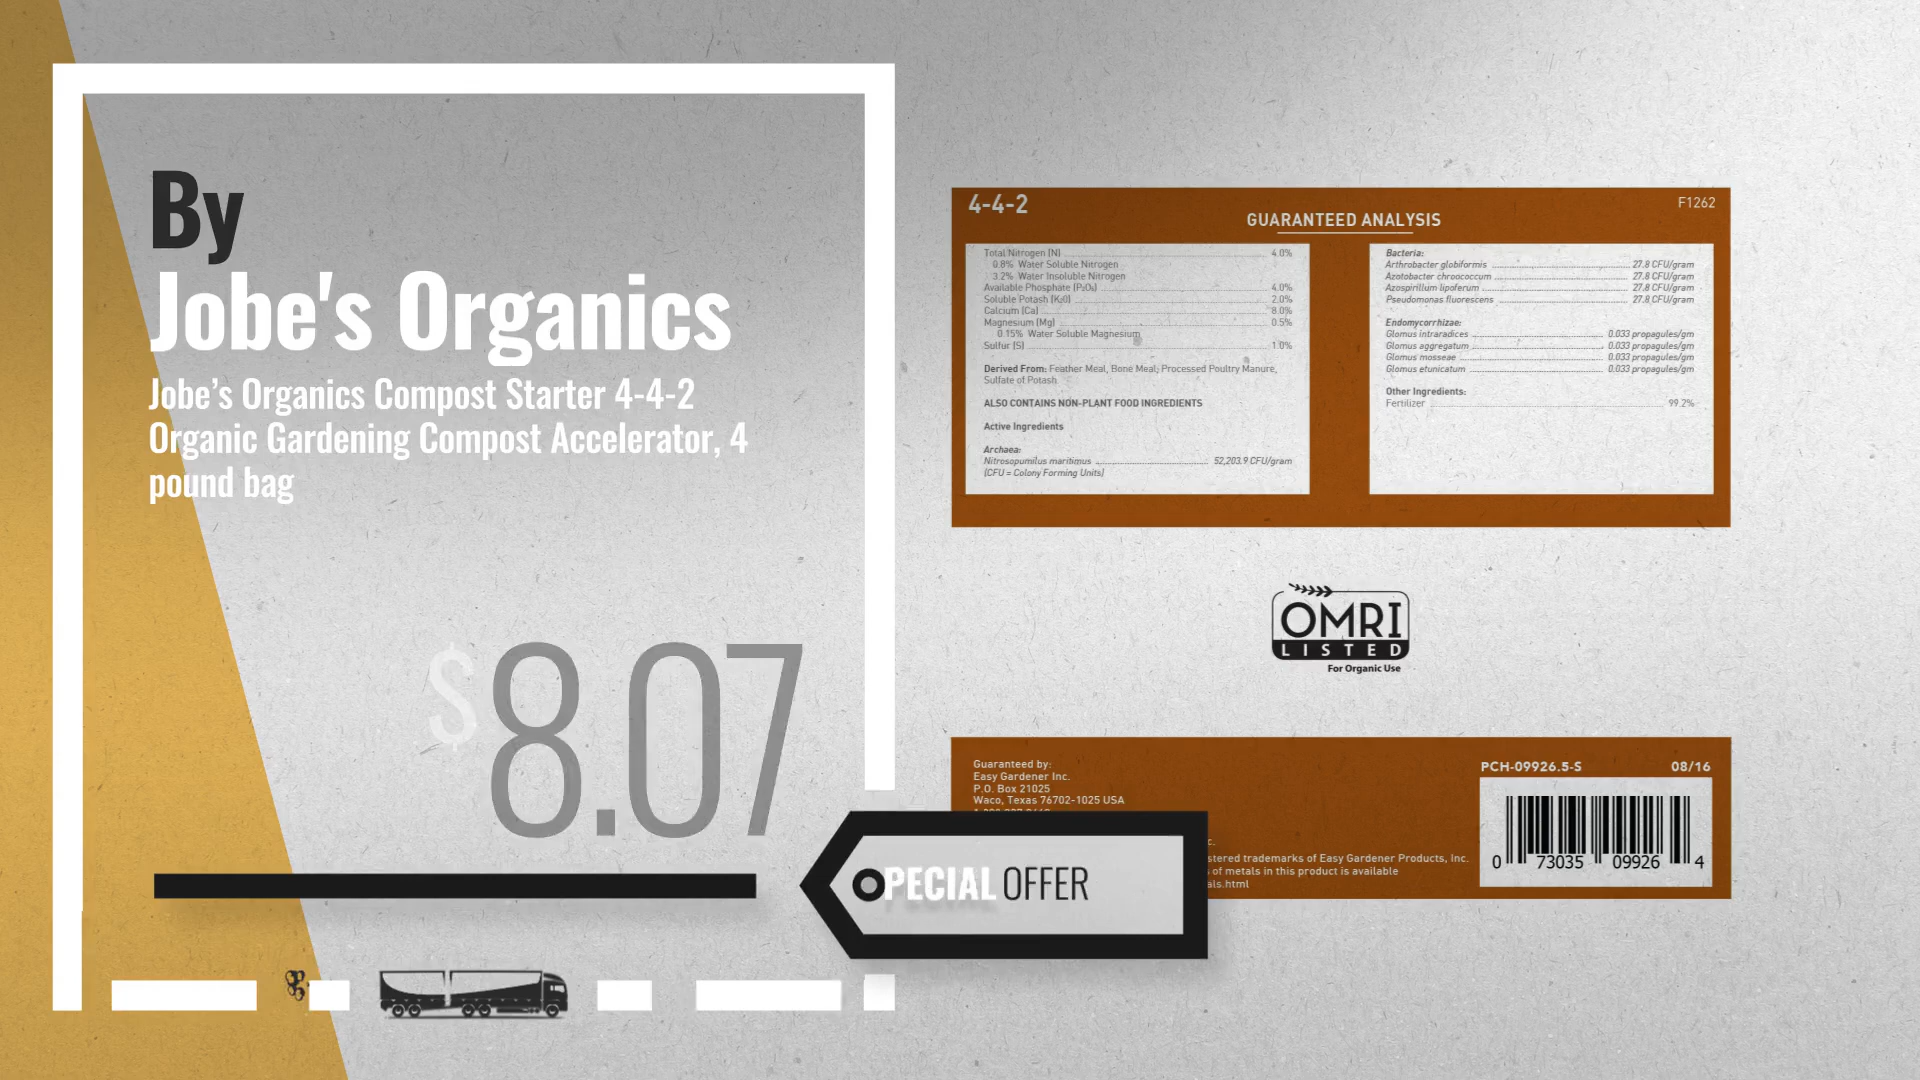 By
Jobe's Organics
Jobe’s Organics Compost Starter 4-4-2
Organic Gardening Compost Accelerator, 4
pound bag
$8.07
PECIAL OFFER
4-4-2
F1262
GUARANTEED ANALYSIS
Total Nitrogen (N) 4.0%
0.8% Water Soluble Nitrogen
3.2% Water Insoluble Nitrogen
Available Phosphate 4.0%
Soluble Potash (K₂O) 2.0%
Calcium (Ca) 8.0%
Magnesium (Mg) 0.5%
0.15% Water Soluble Magnesium
Sulfur (S) 1.0%
Derived From: Feather Meal, Bone Meal, Processed Poultry Manure,
Sulfate of Potash
ALSO CONTAINS NON-PLANT FOOD INGREDIENTS
Active Ingredients
Archaea:
Nitrosopumilus maritimus 52,203.9 CFU/gram
(CFU = Colony Forming Units)
Bacteria:
Arthrobacter globiformis 27.8 CFU/gram
Azotobacter chroococcum 27.8 CFU/gram
Azospirillum lipoferum 27.8 CFU/gram
Pseudomonas fluorescens 27.8 CFU/gram
Endomycorrhizae:
Glomus intraradices 0.033 propagules/gm
Glomus aggregatum 0.033 propagules/gm
Glomus mosseae 0.033 propagules/gm
Glomus etunicatum 0.033 propagules/gm
Other Ingredients:
Fertilizer 99.2%
OMRI
LISTED
For Organic Use
Guaranteed by:
Easy Gardener Inc.
P.O. Box 21025
Waco, Texas 76702-1025 USA
c.
stered trademarks of Easy Gardener Products, Inc.
of metals in this product is available
als.html
PCH-09926.5-S 08/16
0 73035 09926 4